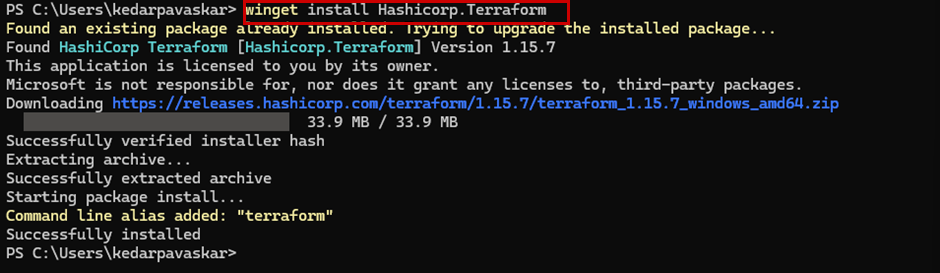 PS C:\Users\kedarpavaskar> winget install Hashicorp.Terraform
Found an existing package already installed. Trying to upgrade the installed package...
Found HashiCorp Terraform [Hashicorp.Terraform] Version 1.15.7
This application is licensed to you by its owner.
Microsoft is not responsible for, nor does it grant any licenses to, third-party packages.
Downloading https://releases.hashicorp.com/terraform/1.15.7/terraform_1.15.7_windows_amd64.zip
33.9 MB / 33.9 MB
Successfully verified installer hash
Extracting archive...
Successfully extracted archive
Starting package install...
Command line alias added: "terraform"
Successfully installed
PS C:\Users\kedarpavaskar>